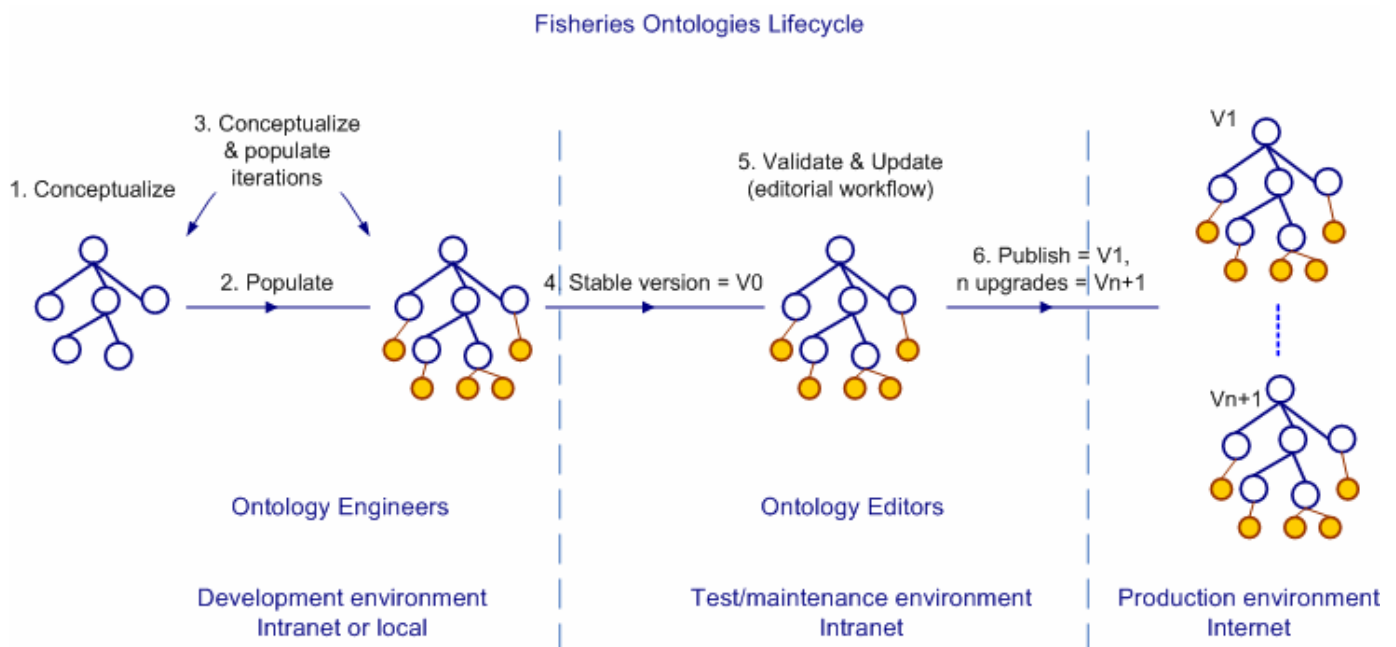 Fisheries Ontologies Lifecycle
1. Conceptualize
3. Conceptualize
& populate
iterations
2. Populate
4. Stable version = V0
5. Validate & Update
(editorial workflow)
6. Publish = V1,
n upgrades = Vn+1
V1
Vn+1
Ontology Engineers
Ontology Editors
Development environment
Intranet or local
Test/maintenance environment
Intranet
Production environment
Internet